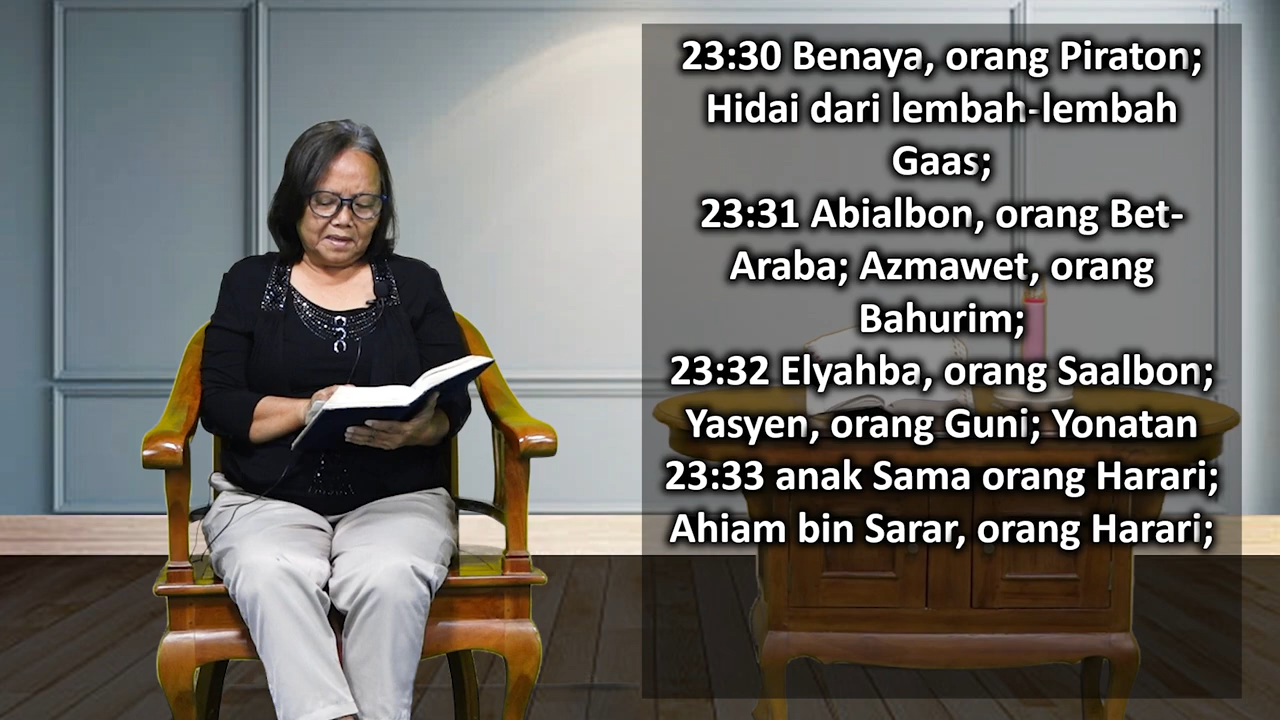 23:30 Benaya, orang Piraton;
Hidai dari lembah-lembah
Gaas;
23:31 Abialbon, orang Bet-
Araba; Azmawet, orang
Bahurim;
23:32 Elyahba, orang Saalbon;
Yasyen, orang Guni; Yonatan
23:33 anak Sama orang Harari;
Ahiam bin Sarar, orang Harari;